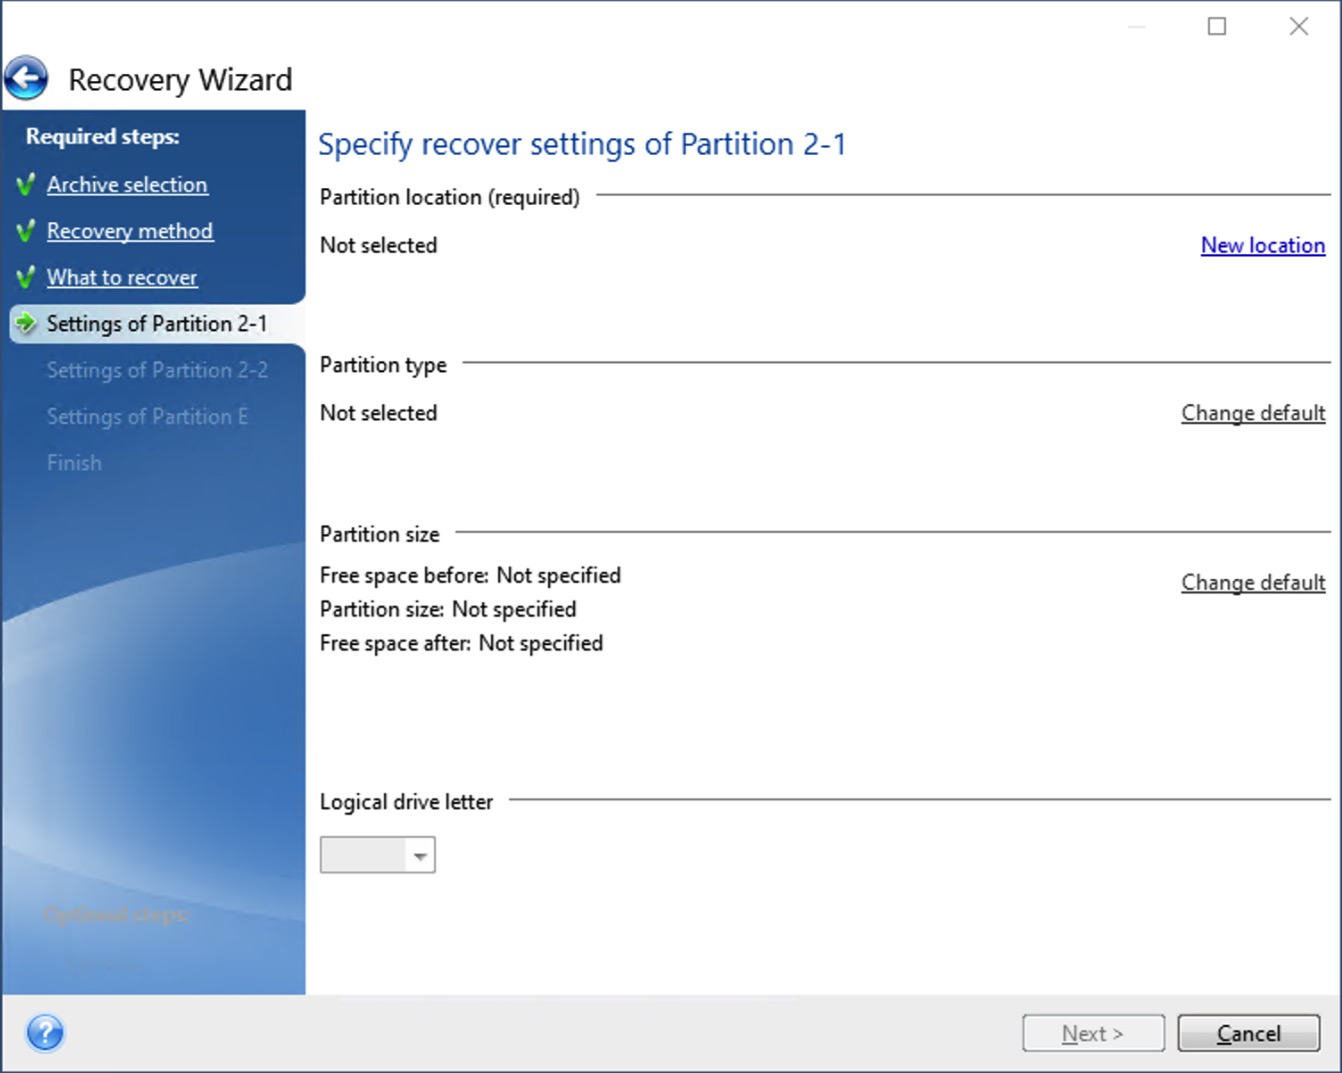 Recovery Wizard
Required steps:
Archive selection
Recovery method
What to recover
Settings of Partition 2-1
Settings of Partition 2-2
Settings of Partition E
Finish
Optional steps:
Specify recover settings of Partition 2-1
Partition location (required)
Not selected
New location
Partition type
Not selected
Change default
Partition size
Free space before: Not specified
Change default
Partition size: Not specified
Free space after: Not specified
Logical drive letter
?
Next >
Cancel